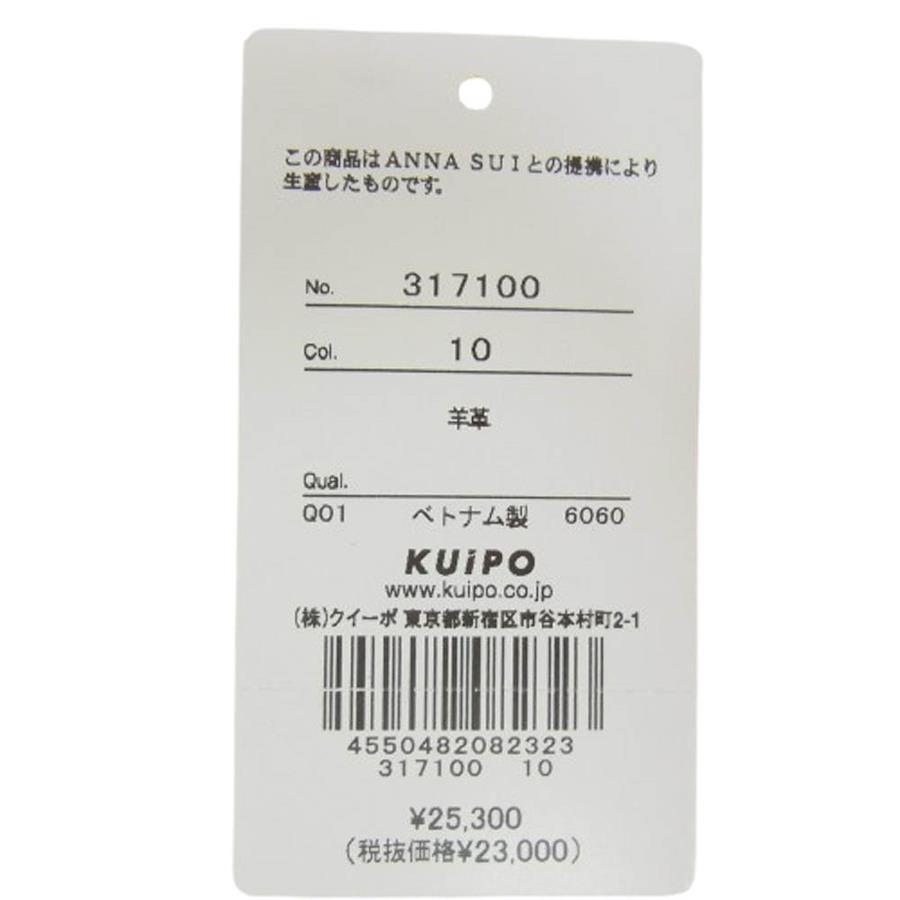 この商品はANNA SUIとの提携により
生産したものです。
No. 317100
Col. 10
羊革
Qual.
Q01 ベトナム製 6060
KUiPO
www.kuipo.co.jp
(株)クイーポ 東京都新宿区市谷本村町2-1
4550482082323
317100 10
¥25,300
(税抜価格¥23,000)